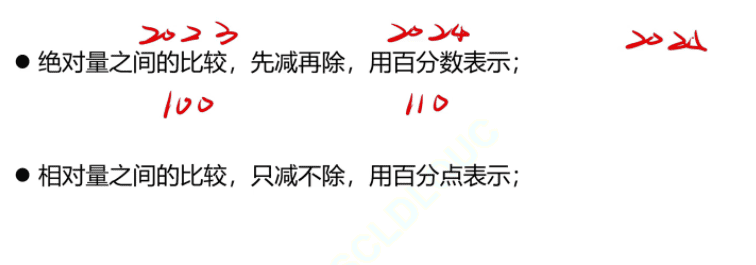 2023 2024
● 绝对量之间的比较，先减再除，用百分数表示；
100 110
● 相对量之间的比较，只减不除，用百分点表示；